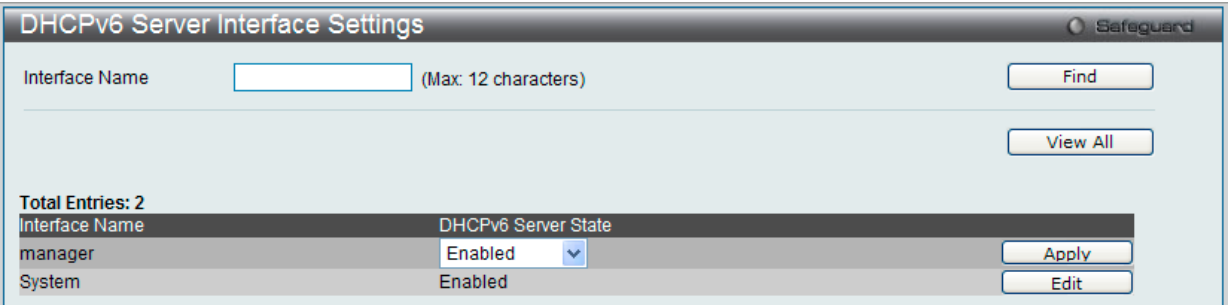 DHCPv6 Server Interface Settings Safeguard
Interface Name (Max: 12 characters) Find
View All
Total Entries: 2
Interface Name DHCPv6 Server State
manager Enabled Apply
System Enabled Edit